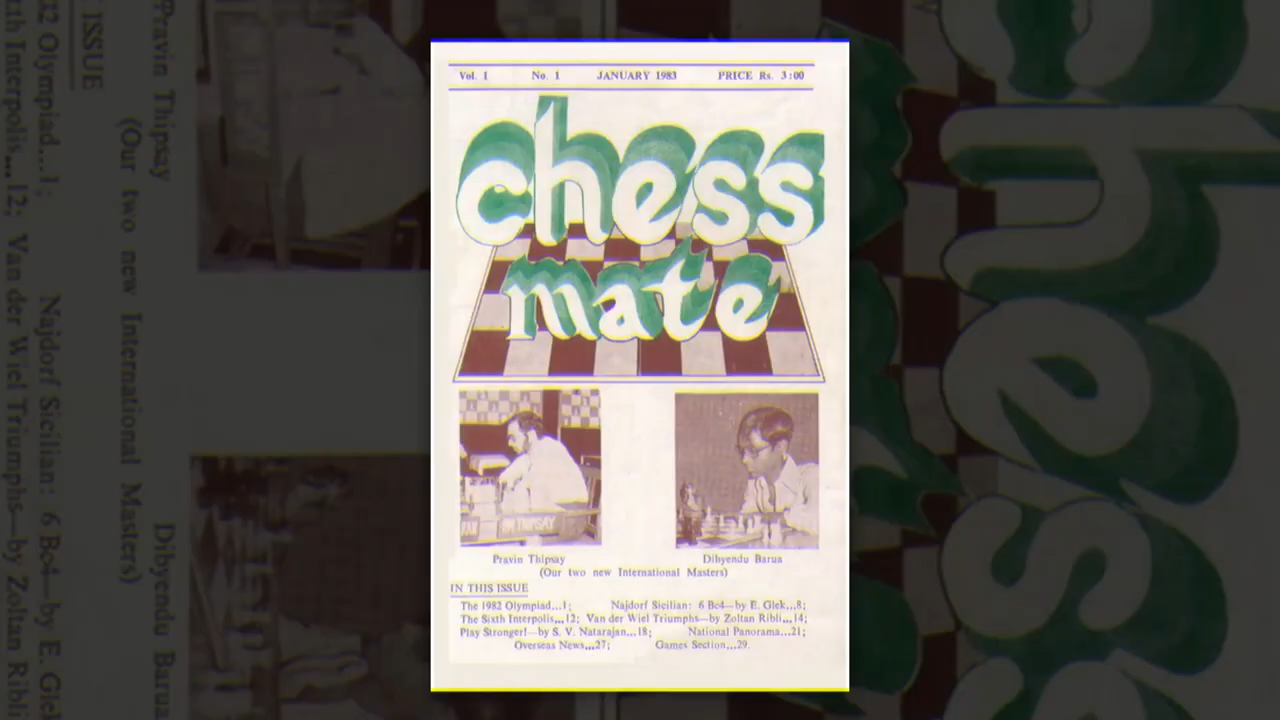 Vol. 1 No. 1 JANUARY 1983 PRICE Rs. 3:00
chess
mate
THIPSAY
Pravin Thipsay Dibyendu Barua
(Our two new International Masters)
IN THIS ISSUE
The 1982 Olympiad...1; Najdorf Sicilian: 6 Bc4—by E. Glek,,,8;
The Sixth Interpolis,,,12; Van der Wiel Triumphs—by Zoltan Ribli,,,14;
Play Stronger!—by S. V. Natarajan,,,18; National Panorama,,,21;
Overseas News,,,27; Games Section,,,29.